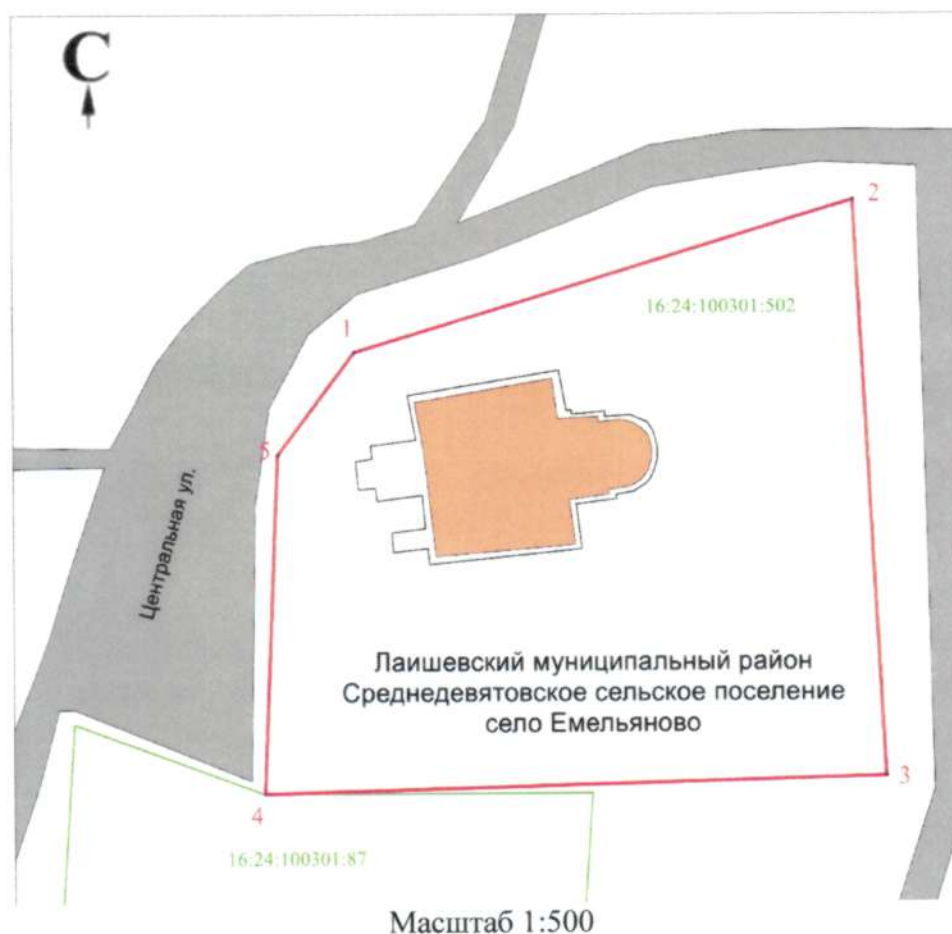 С
2
16:24:100301:502
1
5
Центральная ул.
Лаишевский муниципальный район
Среднедевятовское сельское поселение
село Емельяново
3
4
16:24:100301:87
Масштаб 1:500